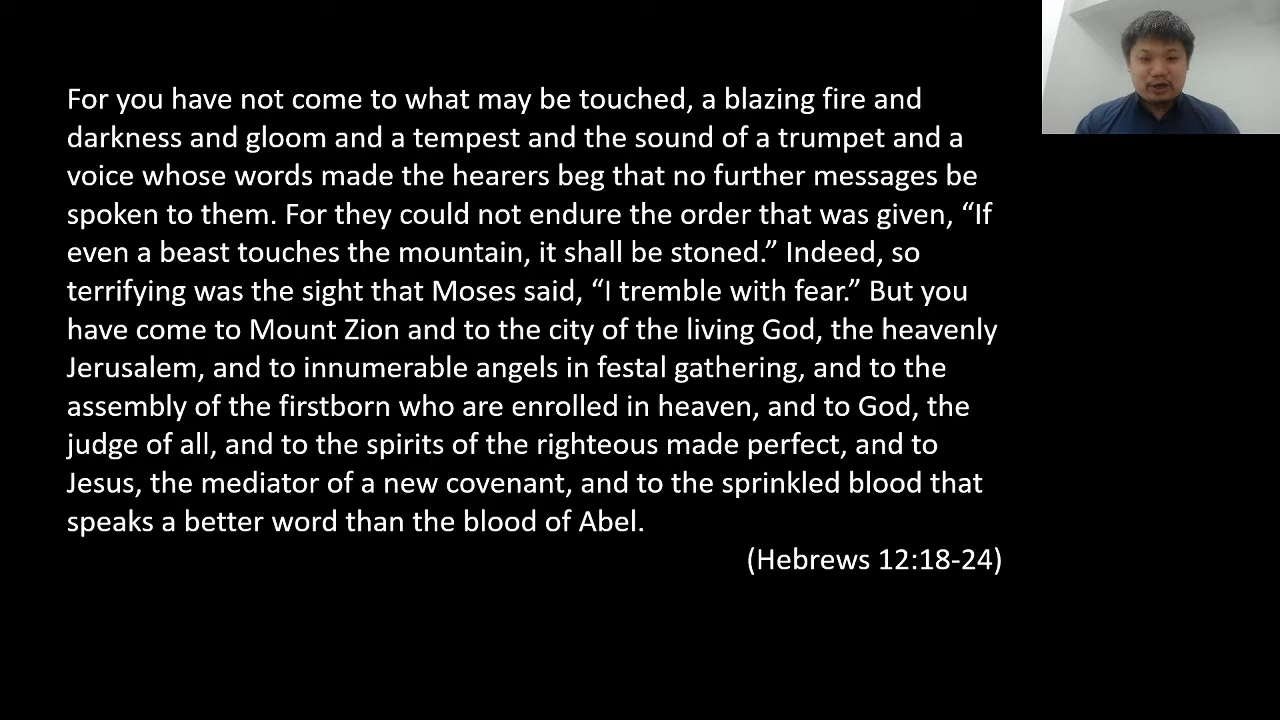 For you have not come to what may be touched, a blazing fire and
darkness and gloom and a tempest and the sound of a trumpet and a
voice whose words made the hearers beg that no further messages be
spoken to them. For they could not endure the order that was given, “If
even a beast touches the mountain, it shall be stoned.” Indeed, so
terrifying was the sight that Moses said, “I tremble with fear.” But you
have come to Mount Zion and to the city of the living God, the heavenly
Jerusalem, and to innumerable angels in festal gathering, and to the
assembly of the firstborn who are enrolled in heaven, and to God, the
judge of all, and to the spirits of the righteous made perfect, and to
Jesus, the mediator of a new covenant, and to the sprinkled blood that
speaks a better word than the blood of Abel.
(Hebrews 12:18-24)